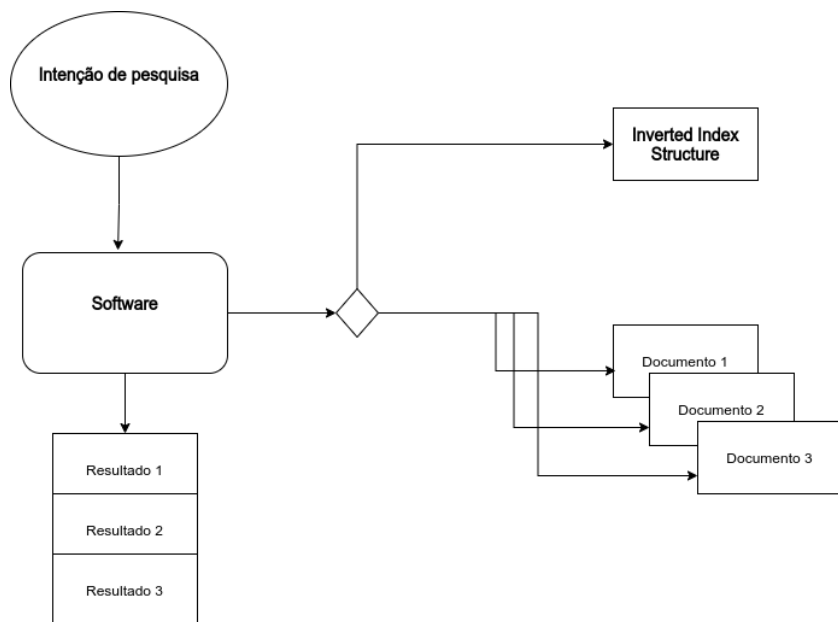 Intenção de pesquisa
Inverted Index
Structure
Software
Documento 1
Documento 2
Documento 3
Resultado 1
Resultado 2
Resultado 3